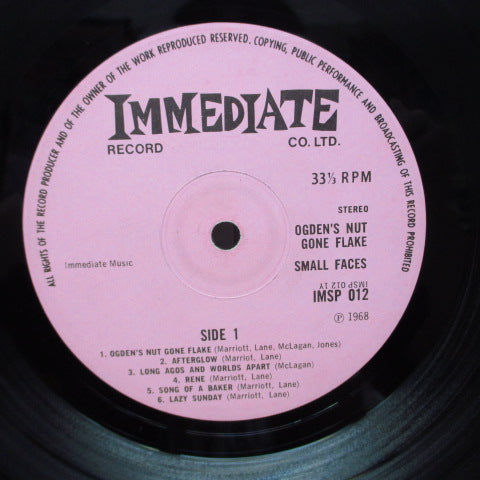 ALL RIGHTS OF THE RECORD PRODUCER AND OF THE OWNER OF THE WORK REPRODUCED RESERVED. COPYING, PUBLIC PERFORMANCE AND BROADCASTING OF THIS RECORD PROHIBITED
IMMEDIATE
RECORD CO. LTD.
33⅓ RPM
STEREO
OGDEN'S NUT
GONE FLAKE
Immediate Music
SMALL FACES
IMSP 012 1Y
IMSP 012
℗ 1968
SIDE 1
1. OGDEN'S NUT GONE FLAKE (Marriott, Lane, McLagan, Jones)
2. AFTERGLOW (Marriot, Lane)
3. LONG AGOS AND WORLDS APART (McLagan)
4. RENE (Marriott, Lane)
5. SONG OF A BAKER (Marriott, Lane)
6. LAZY SUNDAY (Marriott, Lane)